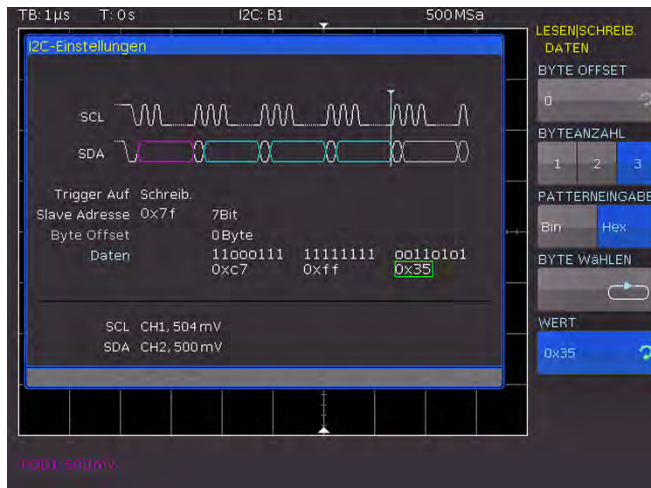 TB: 1µs T: 0s I2C: B1 500MSa
LESEN|SCHREIB.
DATEN
I2C-Einstellungen
BYTE OFFSET
0
SCL
BYTEANZAHL
SDA
1 2 3
Trigger Auf Schreib.
PATTERNEINGABE
Slave Adresse 0x7f 7Bit
Bin Hex
Byte Offset 0Byte
Daten 11000111 11111111 00110101
0xc7 0xff 0x35
BYTE WäHLEN
SCL CH1, 504mV
WERT
SDA CH2, 500mV
0x35